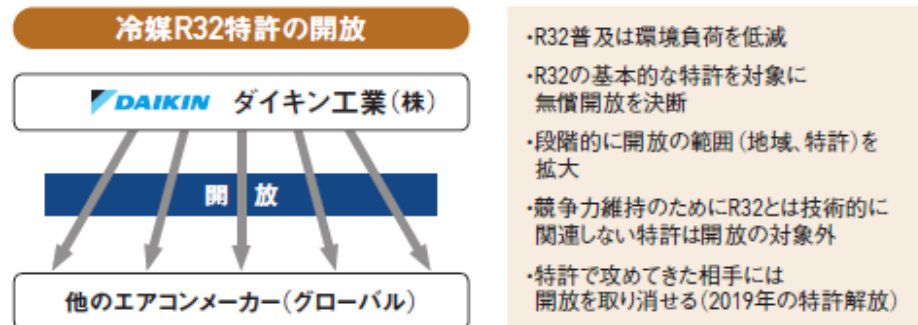 冷媒R32特許の開放
DAIKIN ダイキン工業(株)
開 放
他のエアコンメーカー(グローバル)
・R32普及は環境負荷を低減
・R32の基本的な特許を対象に
無償開放を決断
・段階的に開放の範囲(地域、特許)を
拡大
・競争力維持のためにR32とは技術的に
関連しない特許は開放の対象外
・特許で攻めてきた相手には
開放を取り消せる(2019年の特許解放)